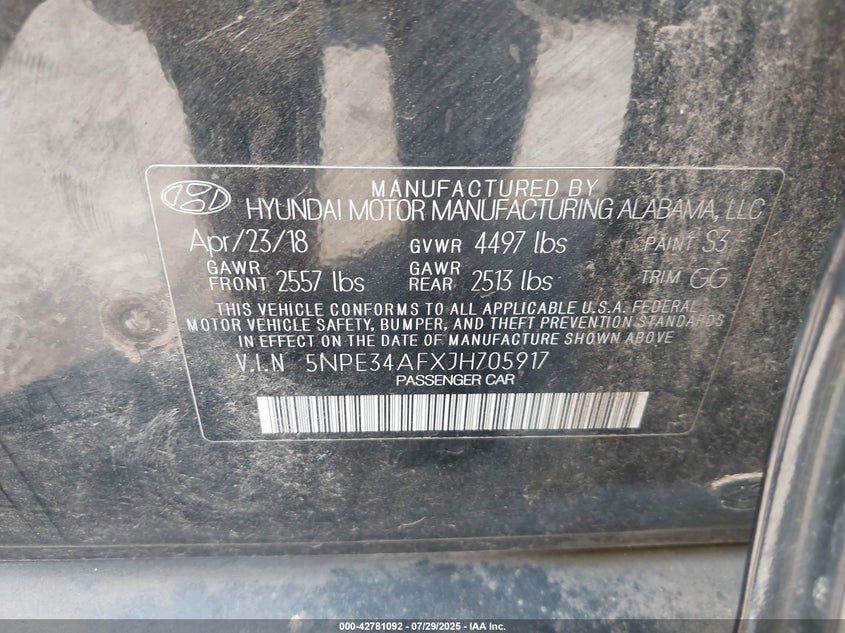 MANUFACTURED BY
HYUNDAI MOTOR MANUFACTURING ALABAMA, LLC
Apr/23/18 GVWR 4497 lbs PAINT S3
GAWR FRONT 2557 lbs GAWR REAR 2513 lbs TRIM GG
THIS VEHICLE CONFORMS TO ALL APPLICABLE U.S.A. FEDERAL
MOTOR VEHICLE SAFETY, BUMPER, AND THEFT PREVENTION STANDARDS
IN EFFECT ON THE DATE OF MANUFACTURE SHOWN ABOVE
V.I.N 5NPE34AFXJH705917
PASSENGER CAR
000-42781092 - 07/29/2025 - IAA Inc.